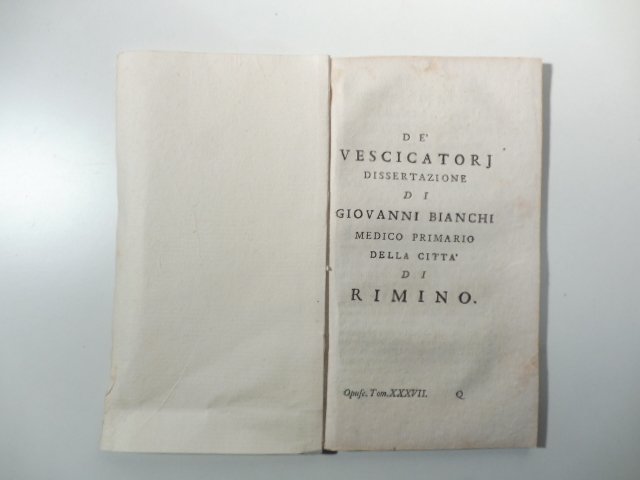 DE'
VESCICATORJ
DISSERTAZIONE
DI
GIOVANNI BIANCHI
MEDICO PRIMARIO
DELLA CITTA'
DI
RIMINO.
Opusc. Tom. XXXVII. Q